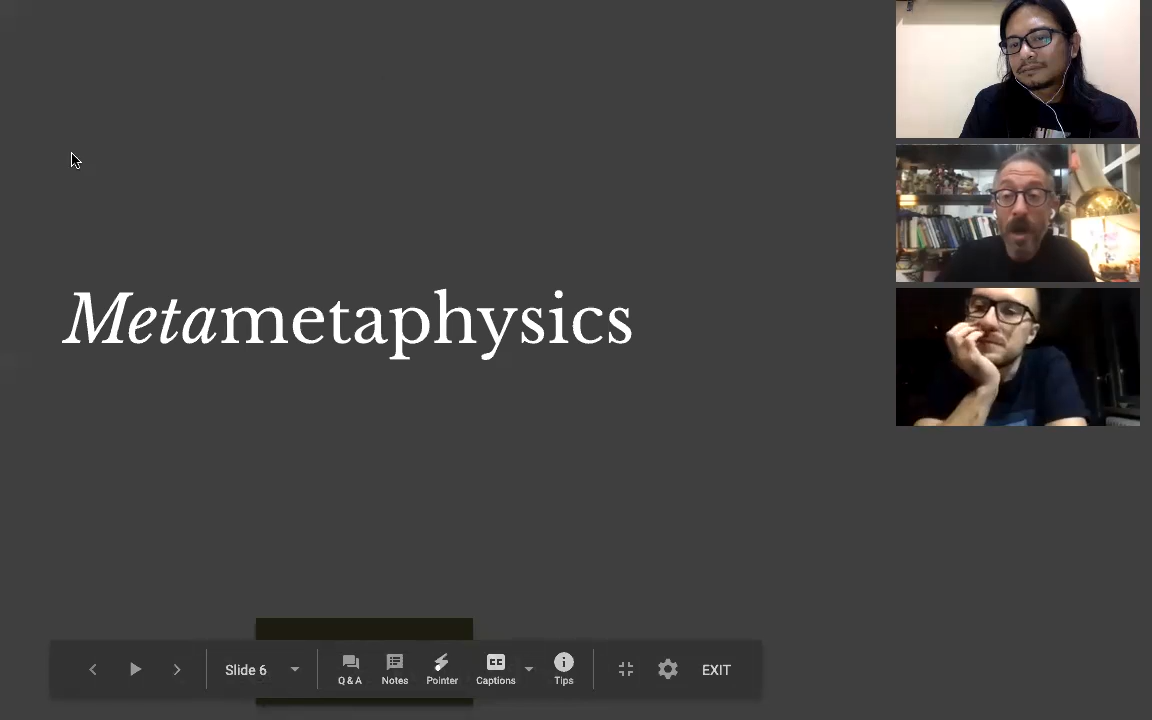 Metametaphysics
Slide 6
Q & A
Notes
Pointer
Captions
Tips
EXIT